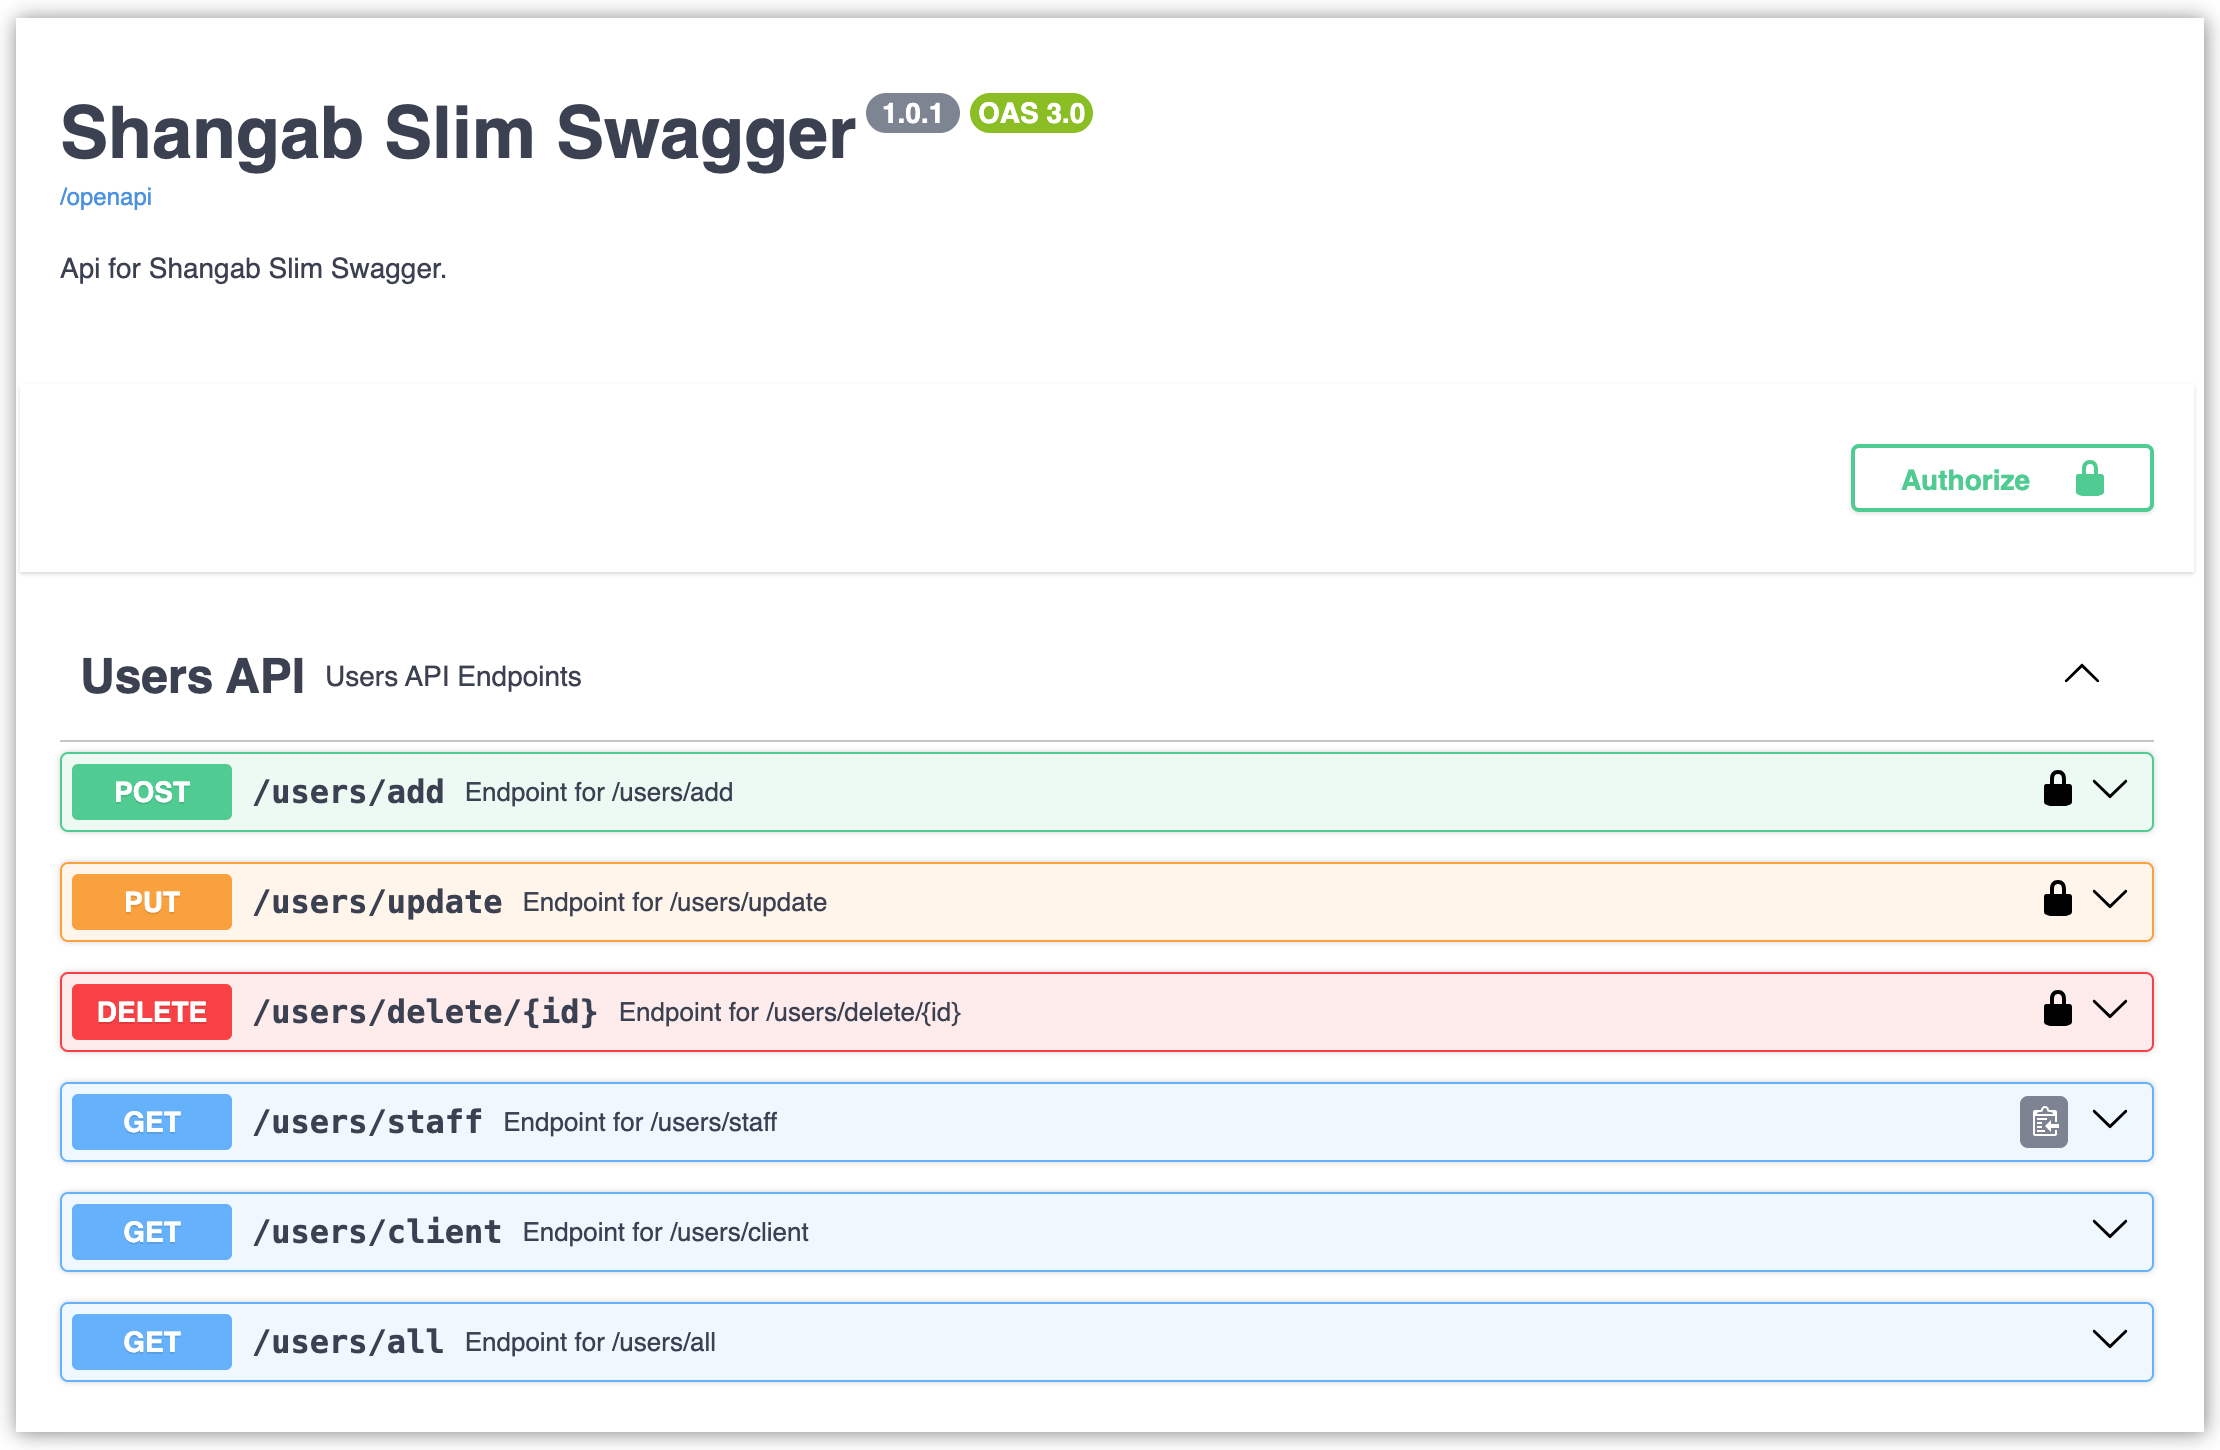 Shangab Slim Swagger 1.0.1 OAS 3.0
/openapi
Api for Shangab Slim Swagger.
Authorize
Users API Users API Endpoints
POST /users/add Endpoint for /users/add
PUT /users/update Endpoint for /users/update
DELETE /users/delete/{id} Endpoint for /users/delete/{id}
GET /users/staff Endpoint for /users/staff
GET /users/client Endpoint for /users/client
GET /users/all Endpoint for /users/all